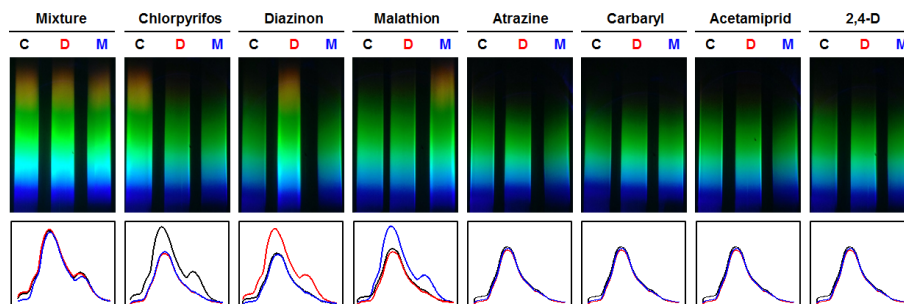 Mixture Chlorpyrifos Diazinon Malathion Atrazine Carbaryl Acetamiprid 2,4-D
C D M C D M C D M C D M C D M C D M C D M C D M